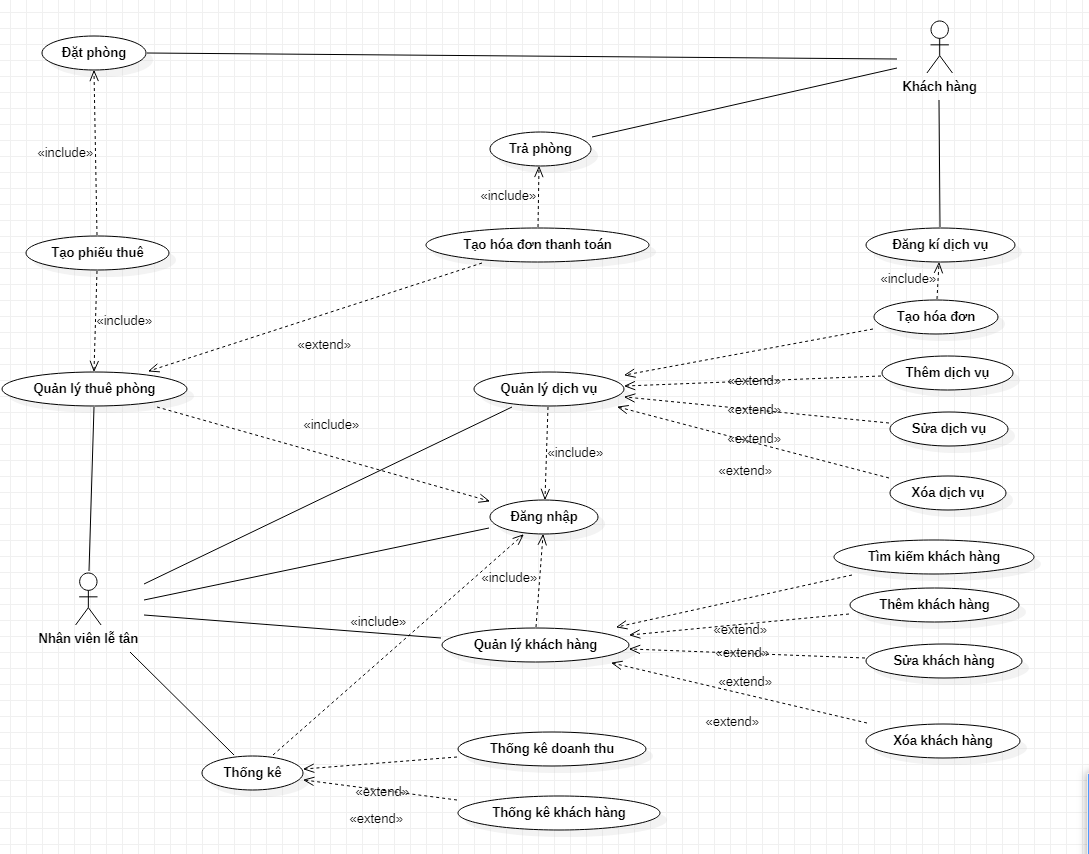 Đặt phòng
Khách hàng
«include»
Trả phòng
«include»
Tạo phiếu thuê
Tạo hóa đơn thanh toán
Đăng kí dịch vụ
«include»
«include»
Tạo hóa đơn
«extend»
Quản lý thuê phòng
Quản lý dịch vụ
«extend»
Thêm dịch vụ
«extend»
«include»
Sửa dịch vụ
«extend»
«include»
«extend»
Xóa dịch vụ
Đăng nhập
Tìm kiếm khách hàng
«include»
Thêm khách hàng
Nhân viên lễ tân
«include»
«extend»
Quản lý khách hàng
«extend»
Sửa khách hàng
«extend»
«extend»
Xóa khách hàng
Thống kê doanh thu
Thống kê
«extend»
«extend»
Thống kê khách hàng